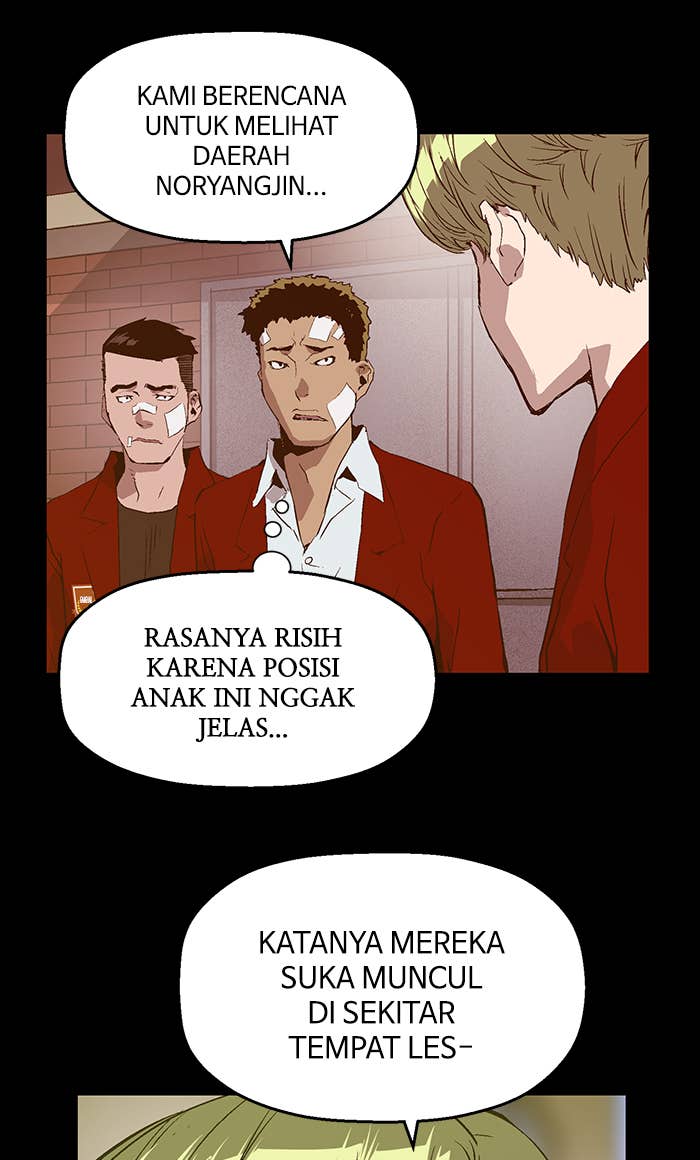 KAMI BERENCANA
UNTUK MELIHAT
DAERAH
NORYANGJIN...
RASANYA RISIH
KARENA POSISI
ANAK INI NGGAK
JELAS...
KATANYA MEREKA
SUKA MUNCUL
DI SEKITAR
TEMPAT LES-